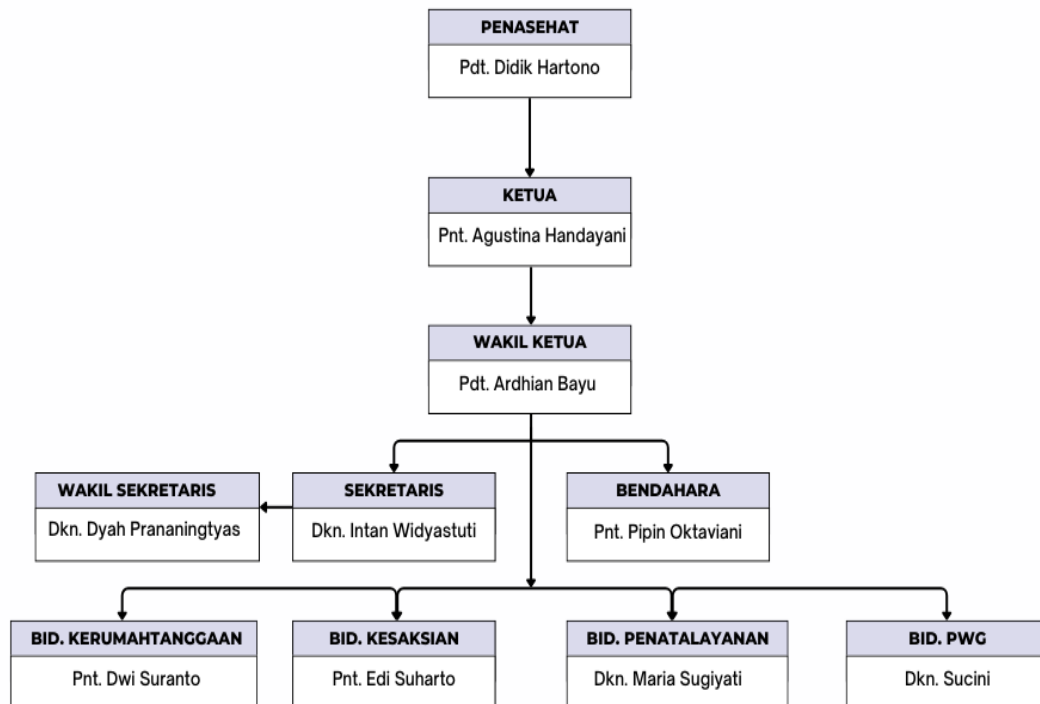 PENASEHAT
Pdt. Didik Hartono
KETUA
Pnt. Agustina Handayani
WAKIL KETUA
Pdt. Ardhian Bayu
WAKIL SEKRETARIS
Dkn. Dyah Prananingtyas
SEKRETARIS
Dkn. Intan Widyastuti
BENDAHARA
Pnt. Pipin Oktaviani
BID. KERUMAHTANGGAAN
Pnt. Dwi Suranto
BID. KESAKSIAN
Pnt. Edi Suharto
BID. PENATALAYANAN
Dkn. Maria Sugiyati
BID. PWG
Dkn. Sucini